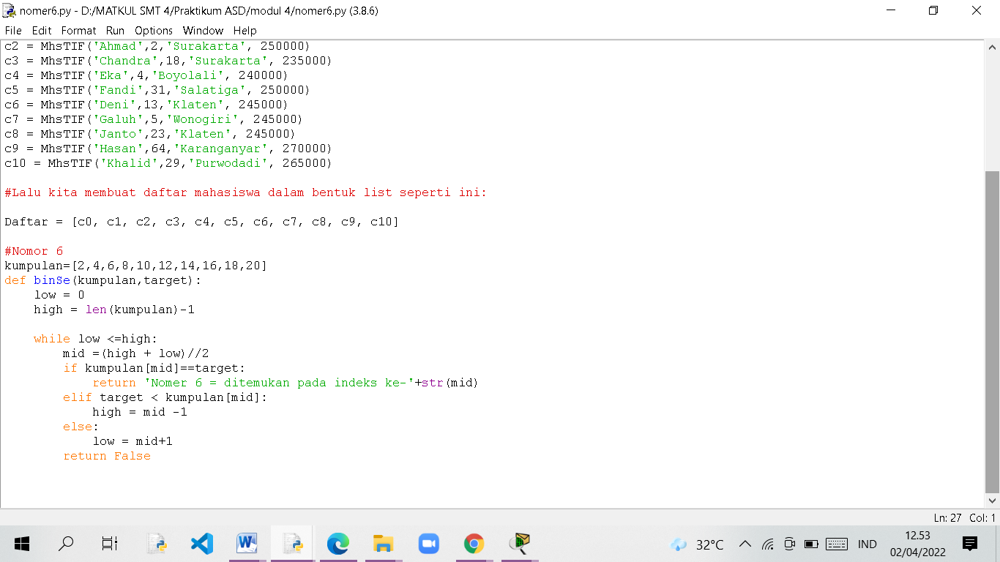 nomer6.py - D:/MATKUL SMT 4/Praktikum ASD/modul 4/nomer6.py (3.8.6)
File Edit Format Run Options Window Help
c2 = MhsTIF('Ahmad',2,'Surakarta', 250000)
c3 = MhsTIF('Chandra',18,'Surakarta', 235000)
c4 = MhsTIF('Eka',4,'Boyolali', 240000)
c5 = MhsTIF('Fandi',31,'Salatiga', 250000)
c6 = MhsTIF('Deni',13,'Klaten', 245000)
c7 = MhsTIF('Galuh',5,'Wonogiri', 245000)
c8 = MhsTIF('Janto',23,'Klaten', 245000)
c9 = MhsTIF('Hasan',64,'Karanganyar', 270000)
c10 = MhsTIF('Khalid',29,'Purwodadi', 265000)
#Lalu kita membuat daftar mahasiswa dalam bentuk list seperti ini:
Daftar = [c0, c1, c2, c3, c4, c5, c6, c7, c8, c9, c10]
#Nomor 6
kumpulan=[2,4,6,8,10,12,14,16,18,20]
def binSe(kumpulan,target):
    low = 0
    high = len(kumpulan)-1
    while low <=high:
        mid =(high + low)//2
        if kumpulan[mid]==target:
            return 'Nomer 6 = ditemukan pada indeks ke-'+str(mid)
        elif target < kumpulan[mid]:
            high = mid -1
        else:
            low = mid+1
        return False
Ln: 27 Col: 1
32°C
IND
12.53
02/04/2022